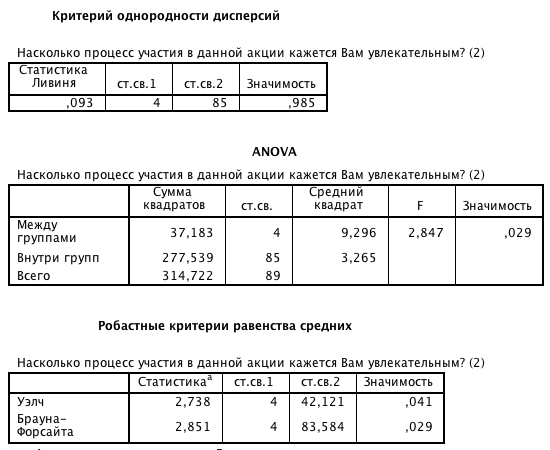 Критерий однородности дисперсий
Насколько процесс участия в данной акции кажется Вам увлекательным? (2)
Статистика Ливиня ст.св.1 ст.св.2 Значимость
,093 4 85 ,985
ANOVA
Насколько процесс участия в данной акции кажется Вам увлекательным? (2)
Сумма квадратов ст.св. Средний квадрат F Значимость
Между группами 37,183 4 9,296 2,847 ,029
Внутри групп 277,539 85 3,265
Всего 314,722 89
Робастные критерии равенства средних
Насколько процесс участия в данной акции кажется Вам увлекательным? (2)
Статистикаa ст.св.1 ст.св.2 Значимость
Уэлч 2,738 4 42,121 ,041
Брауна-Форсайта 2,851 4 83,584 ,029